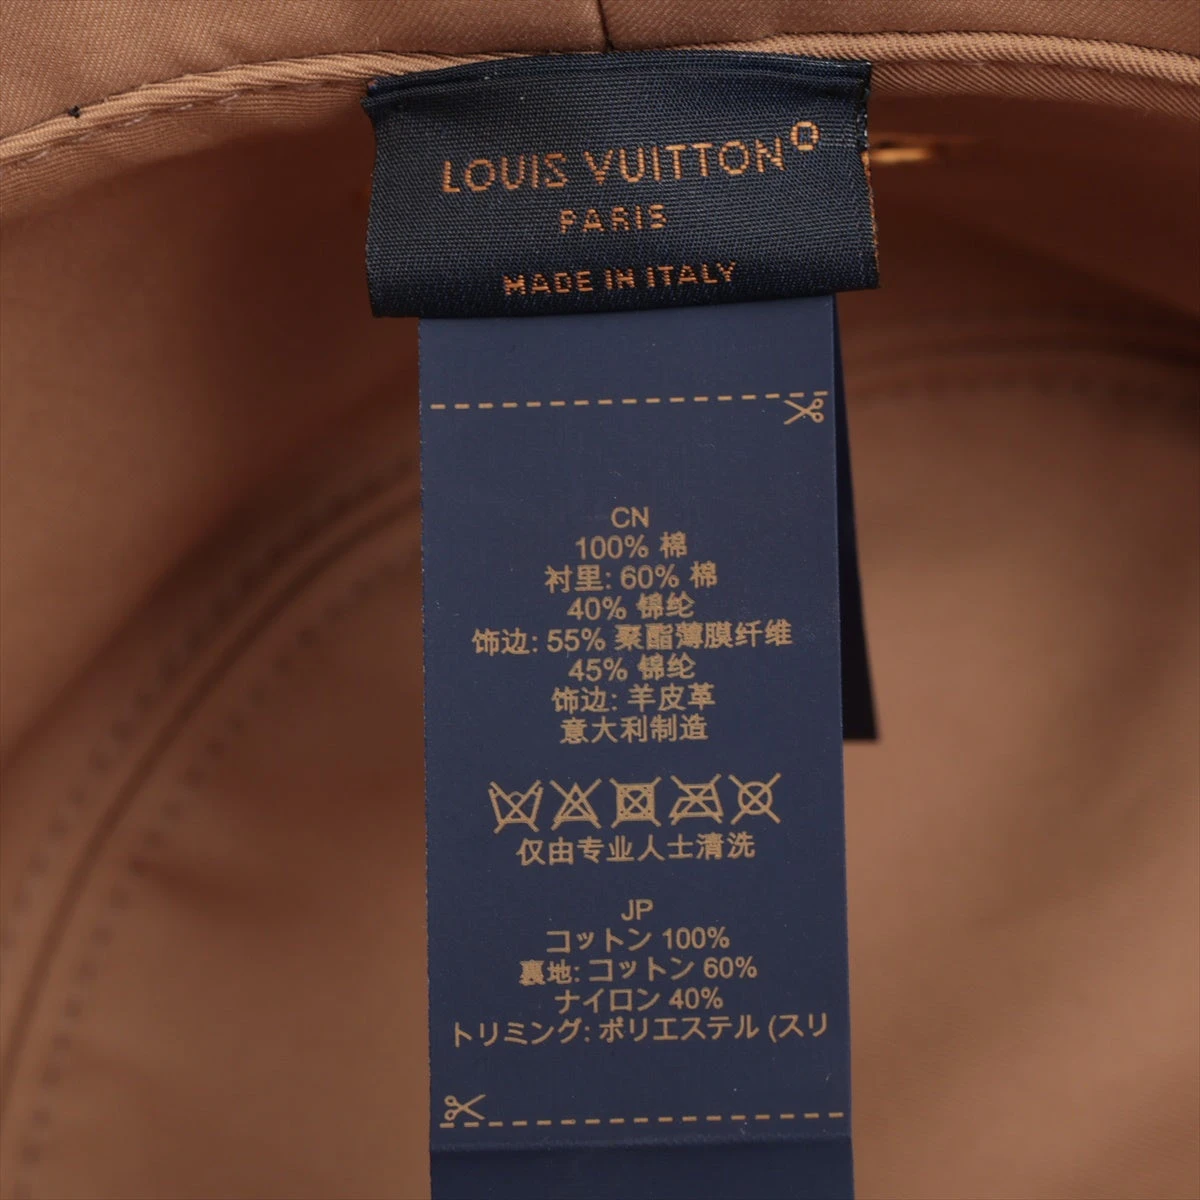 LOUIS VUITTON
PARIS
MADE IN ITALY
CN
100% 棉
衬里: 60% 棉
40% 锦纶
饰边: 55% 聚酯薄膜纤维
45% 锦纶
饰边: 羊皮革
意大利制造
仅由专业人士清洗
JP
コットン 100%
裏地: コットン 60%
ナイロン 40%
トリミング: ポリエステル (スリ